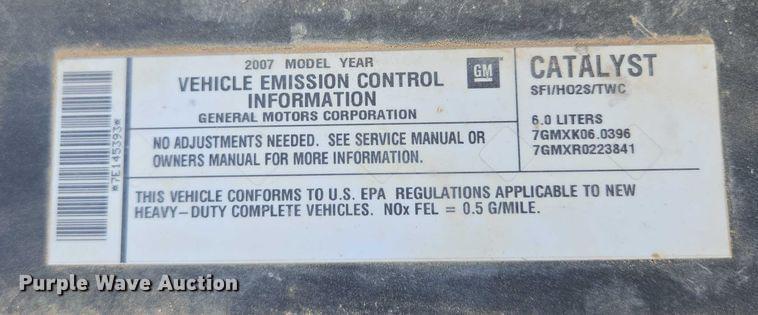 2007 MODEL YEAR
VEHICLE EMISSION CONTROL
INFORMATION
GENERAL MOTORS CORPORATION
GM
NO ADJUSTMENTS NEEDED. SEE SERVICE MANUAL OR
OWNERS MANUAL FOR MORE INFORMATION.
CATALYST
SFI/HO2S/TWC
6.0 LITERS
7GMXK06.0396
7GMXR0223841
THIS VEHICLE CONFORMS TO U.S. EPA REGULATIONS APPLICABLE TO NEW
HEAVY-DUTY COMPLETE VEHICLES. NOx FEL = 0.5 G/MILE.
*7E145393*
Purple Wave Auction®